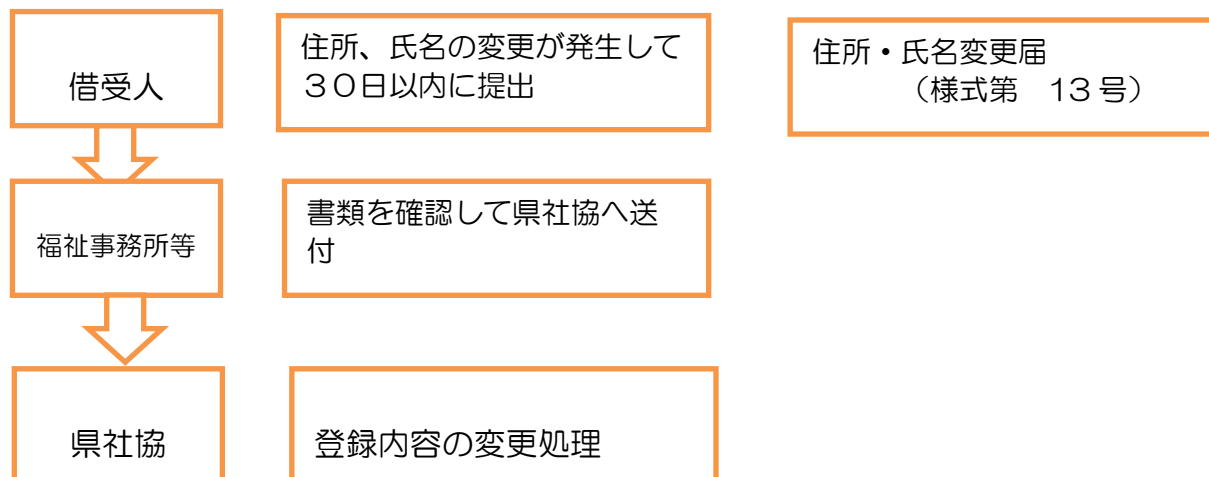 借受人
住所、氏名の変更が発生して
３０日以内に提出
住所・氏名変更届
（様式第　13号）
福祉事務所等
書類を確認して県社協へ送
付
県社協
登録内容の変更処理